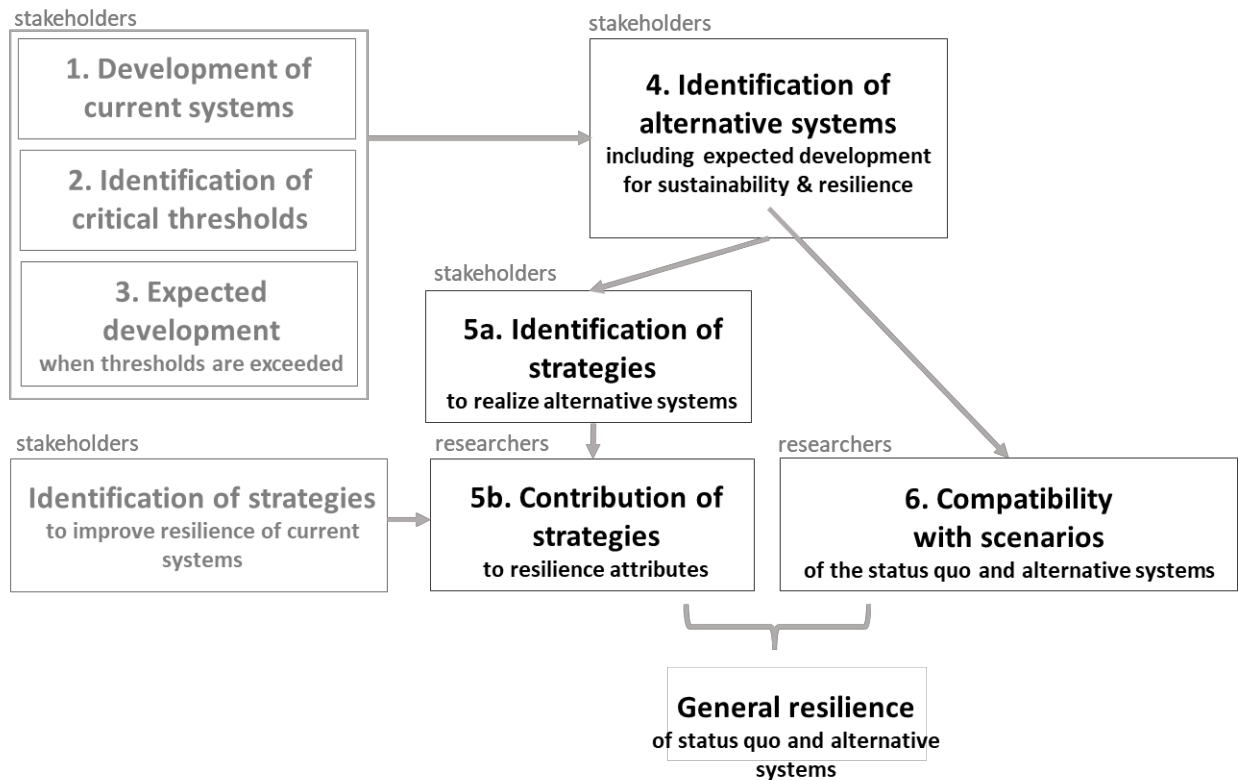 stakeholders
1. Development of
current systems
2. Identification of
critical thresholds
3. Expected
development
when thresholds are exceeded
stakeholders
4. Identification of
alternative systems
including expected development
for sustainability & resilience
stakeholders
5a. Identification of
strategies
to realize alternative systems
stakeholders
Identification of strategies
to improve resilience of current
systems
researchers
5b. Contribution of
strategies
to resilience attributes
researchers
6. Compatibility
with scenarios
of the status quo and alternative systems
General resilience
of status quo and alternative
systems